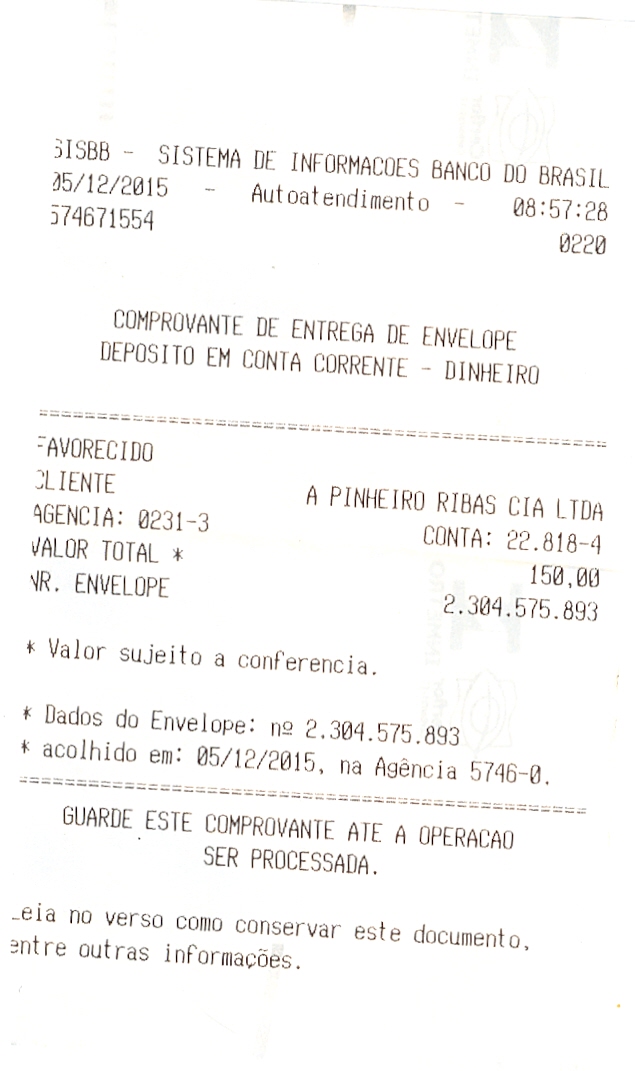 SISBB - SISTEMA DE INFORMACOES BANCO DO BRASIL
05/12/2015 - Autoatendimento - 08:57:28
574671554 0220
COMPROVANTE DE ENTREGA DE ENVELOPE
DEPOSITO EM CONTA CORRENTE - DINHEIRO
================================================
FAVORECIDO
CLIENTE A PINHEIRO RIBAS CIA LTDA
AGENCIA: 0231-3 CONTA: 22.818-4
VALOR TOTAL * 150,00
NR. ENVELOPE 2.304.575.893
* Valor sujeito a conferencia.
* Dados do Envelope: nº 2.304.575.893
* acolhido em: 05/12/2015, na Agência 5746-0.
================================================
GUARDE ESTE COMPROVANTE ATE A OPERACAO
SER PROCESSADA.
Leia no verso como conservar este documento,
entre outras informações.